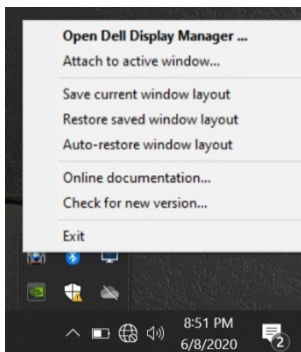 Open Dell Display Manager ...
Attach to active window...
Save current window layout
Restore saved window layout
Auto-restore window layout
Online documentation...
Check for new version...
Exit
8:51 PM
6/8/2020
2